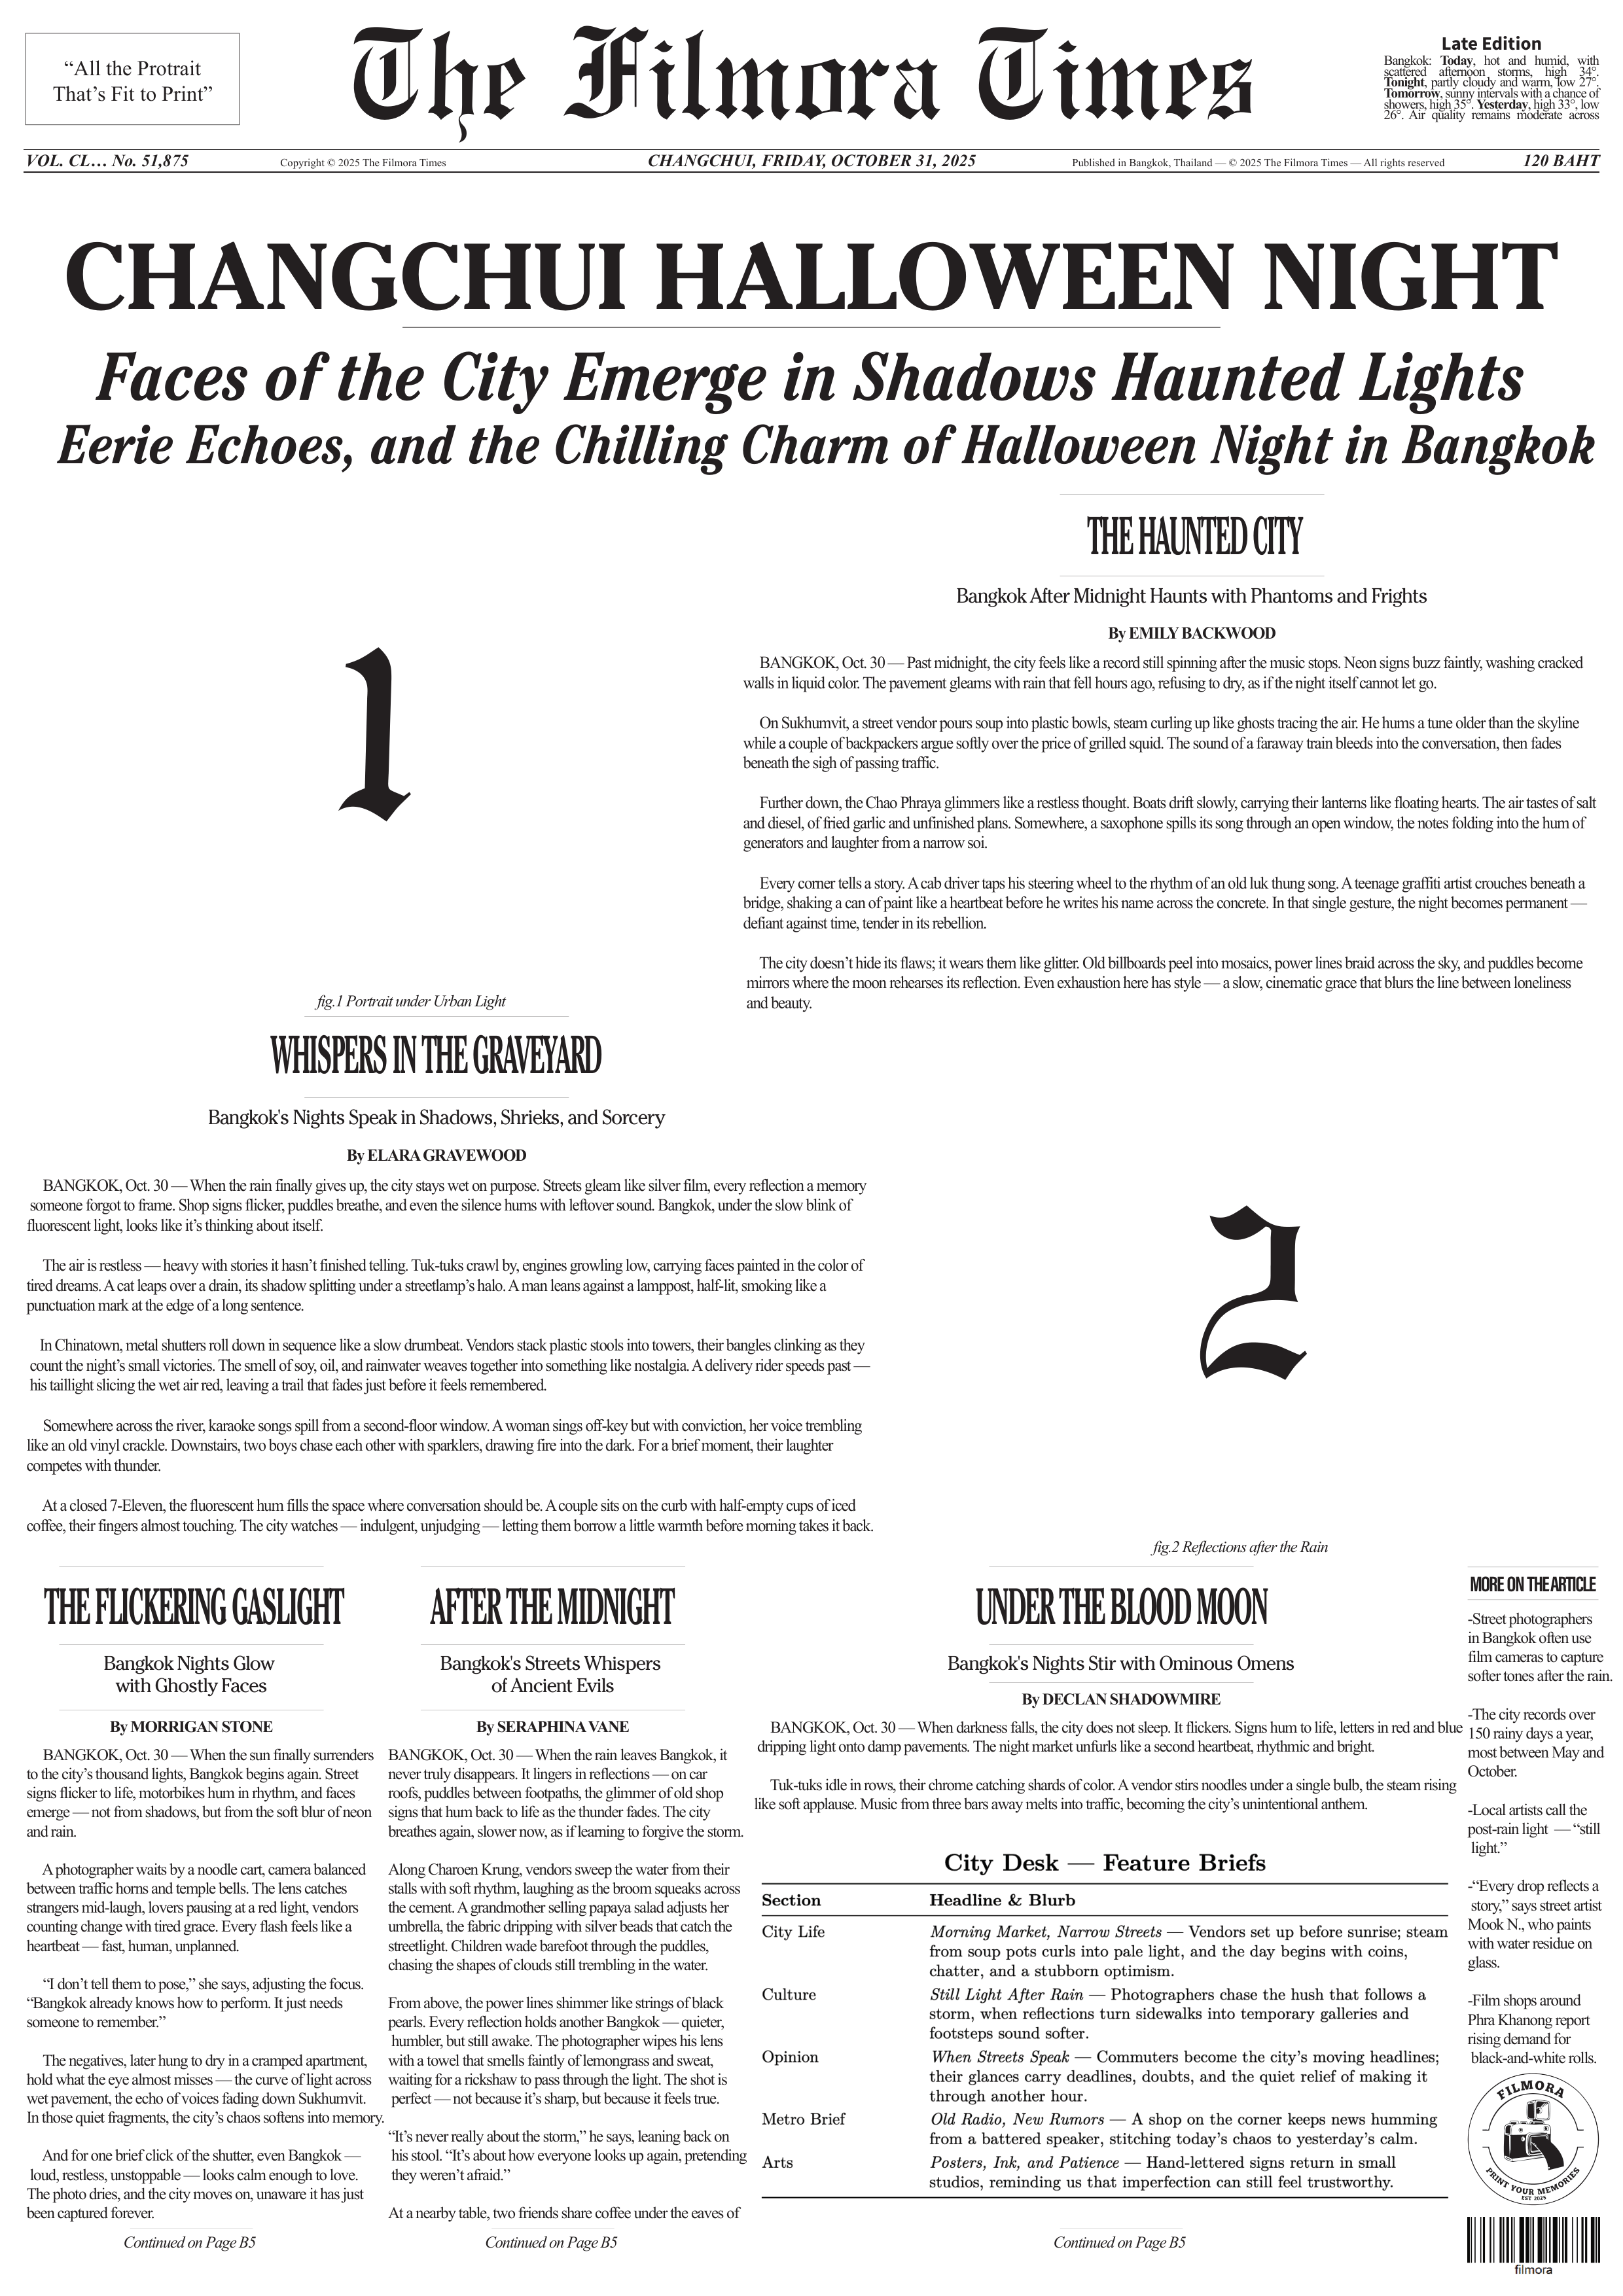 “All the Protrait
That’s Fit to Print”
The Filmora Times
Late Edition
Bangkok: Today, hot and humid, with
scattered afternoon storms, high 34°.
Tonight, partly cloudy and warm, low 27°.
Tomorrow, sunny intervals with a chance of
showers, high 35°. Yesterday, high 33°, low
26°. Air quality remains moderate across
VOL. CL... No. 51,875
Copyright © 2025 The Filmora Times
CHANGCHUI, FRIDAY, OCTOBER 31, 2025
Published in Bangkok, Thailand — © 2025 The Filmora Times — All rights reserved
120 BAHT
CHANGCHUI HALLOWEEN NIGHT
Faces of the City Emerge in Shadows Haunted Lights
Eerie Echoes, and the Chilling Charm of Halloween Night in Bangkok
1
fig.1 Portrait under Urban Light
THE HAUNTED CITY
Bangkok After Midnight Haunts with Phantoms and Frights
By EMILY BACKWOOD
BANGKOK, Oct. 30 — Past midnight, the city feels like a record still spinning after the music stops. Neon signs buzz faintly, washing cracked
walls in liquid color. The pavement gleams with rain that fell hours ago, refusing to dry, as if the night itself cannot let go.
On Sukhumvit, a street vendor pours soup into plastic bowls, steam curling up like ghosts tracing the air. He hums a tune older than the skyline
while a couple of backpackers argue softly over the price of grilled squid. The sound of a faraway train bleeds into the conversation, then fades
beneath the sigh of passing traffic.
Further down, the Chao Phraya glimmers like a restless thought. Boats drift slowly, carrying their lanterns like floating hearts. The air tastes of salt
and diesel, of fried garlic and unfinished plans. Somewhere, a saxophone spills its song through an open window, the notes folding into the hum of
generators and laughter from a narrow soi.
Every corner tells a story. A cab driver taps his steering wheel to the rhythm of an old luk thung song. A teenage graffiti artist crouches beneath a
bridge, shaking a can of paint like a heartbeat before he writes his name across the concrete. In that single gesture, the night becomes permanent —
defiant against time, tender in its rebellion.
The city doesn’t hide its flaws; it wears them like glitter. Old billboards peel into mosaics, power lines braid across the sky, and puddles become
mirrors where the moon rehearses its reflection. Even exhaustion here has style — a slow, cinematic grace that blurs the line between loneliness
and beauty.
WHISPERS IN THE GRAVEYARD
Bangkok's Nights Speak in Shadows, Shrieks, and Sorcery
By ELARA GRAVEWOOD
BANGKOK, Oct. 30 — When the rain finally gives up, the city stays wet on purpose. Streets gleam like silver film, every reflection a memory
someone forgot to frame. Shop signs flicker, puddles breathe, and even the silence hums with leftover sound. Bangkok, under the slow blink of
fluorescent light, looks like it’s thinking about itself.
The air is restless — heavy with stories it hasn’t finished telling. Tuk-tuks crawl by, engines growling low, carrying faces painted in the color of
tired dreams. A cat leaps over a drain, its shadow splitting under a streetlamp’s halo. A man leans against a lamppost, half-lit, smoking like a
punctuation mark at the edge of a long sentence.
In Chinatown, metal shutters roll down in sequence like a slow drumbeat. Vendors stack plastic stools into towers, their bangles clinking as they
count the night’s small victories. The smell of soy, oil, and rainwater weaves together into something like nostalgia. A delivery rider speeds past —
his taillight slicing the wet air red, leaving a trail that fades just before it feels remembered.
Somewhere across the river, karaoke songs spill from a second-floor window. A woman sings off-key but with conviction, her voice trembling
like an old vinyl crackle. Downstairs, two boys chase each other with sparklers, drawing fire into the dark. For a brief moment, their laughter
competes with thunder.
At a closed 7-Eleven, the fluorescent hum fills the space where conversation should be. A couple sits on the curb with half-empty cups of iced
coffee, their fingers almost touching. The city watches — indulgent, unjudging — letting them borrow a little warmth before morning takes it back.
2
fig.2 Reflections after the Rain
THE FLICKERING GASLIGHT
Bangkok Nights Glow
with Ghostly Faces
By MORRIGAN STONE
BANGKOK, Oct. 30 — When the sun finally surrenders
to the city’s thousand lights, Bangkok begins again. Street
signs flicker to life, motorbikes hum in rhythm, and faces
emerge — not from shadows, but from the soft blur of neon
and rain.
A photographer waits by a noodle cart, camera balanced
between traffic horns and temple bells. The lens catches
strangers mid-laugh, lovers pausing at a red light, vendors
counting change with tired grace. Every flash feels like a
heartbeat — fast, human, unplanned.
“I don’t tell them to pose,” she says, adjusting the focus.
“Bangkok already knows how to perform. It just needs
someone to remember.”
The negatives, later hung to dry in a cramped apartment,
hold what the eye almost misses — the curve of light across
wet pavement, the echo of voices fading down Sukhumvit.
In those quiet fragments, the city’s chaos softens into memory.
And for one brief click of the shutter, even Bangkok —
loud, restless, unstoppable — looks calm enough to love.
The photo dries, and the city moves on, unaware it has just
been captured forever.
Continued on Page B5
AFTER THE MIDNIGHT
Bangkok's Streets Whispers
of Ancient Evils
By SERAPHINA VANE
BANGKOK, Oct. 30 — When the rain leaves Bangkok, it
never truly disappears. It lingers in reflections — on car
roofs, puddles between footpaths, the glimmer of old shop
signs that hum back to life as the thunder fades. The city
breathes again, slower now, as if learning to forgive the storm.
Along Charoen Krung, vendors sweep the water from their
stalls with soft rhythm, laughing as the broom squeaks across
the cement. A grandmother selling papaya salad adjusts her
umbrella, the fabric dripping with silver beads that catch the
streetlight. Children wade barefoot through the puddles,
chasing the shapes of clouds still trembling in the water.
From above, the power lines shimmer like strings of black
pearls. Every reflection holds another Bangkok — quieter,
humbler, but still awake. The photographer wipes his lens
with a towel that smells faintly of lemongrass and sweat,
waiting for a rickshaw to pass through the light. The shot is
perfect — not because it’s sharp, but because it feels true.
“It’s never really about the storm,” he says, leaning back on
his stool. “It’s about how everyone looks up again, pretending
they weren’t afraid.”
At a nearby table, two friends share coffee under the eaves of
Continued on Page B5
UNDER THE BLOOD MOON
Bangkok's Nights Stir with Ominous Omens
By DECLAN SHADOWMIRE
BANGKOK, Oct. 30 — When darkness falls, the city does not sleep. It flickers. Signs hum to life, letters in red and blue
dripping light onto damp pavements. The night market unfurls like a second heartbeat, rhythmic and bright.
Tuk-tuks idle in rows, their chrome catching shards of color. A vendor stirs noodles under a single bulb, the steam rising
like soft applause. Music from three bars away melts into traffic, becoming the city’s unintentional anthem.
City Desk — Feature Briefs
Section Headline & Blurb
City Life Morning Market, Narrow Streets — Vendors set up before sunrise; steam
from soup pots curls into pale light, and the day begins with coins,
chatter, and a stubborn optimism.
Culture Still Light After Rain — Photographers chase the hush that follows a
storm, when reflections turn sidewalks into temporary galleries and
footsteps sound softer.
Opinion When Streets Speak — Commuters become the city’s moving headlines;
their glances carry deadlines, doubts, and the quiet relief of making it
through another hour.
Metro Brief Old Radio, New Rumors — A shop on the corner keeps news humming
from a battered speaker, stitching today’s chaos to yesterday’s calm.
Arts Posters, Ink, and Patience — Hand-lettered signs return in small
studios, reminding us that imperfection can still feel trustworthy.
Continued on Page B5
MORE ON THE ARTICLE
-Street photographers
in Bangkok often use
film cameras to capture
softer tones after the rain.
-The city records over
150 rainy days a year,
most between May and
October.
-Local artists call the
post-rain light — “still
light.”
-“Every drop reflects a
story,” says street artist
Mook N., who paints
with water residue on
glass.
-Film shops around
Phra Khanong report
rising demand for
black-and-white rolls.
FILMORA
PRINT YOUR MEMORIES
EST 2025
filmora